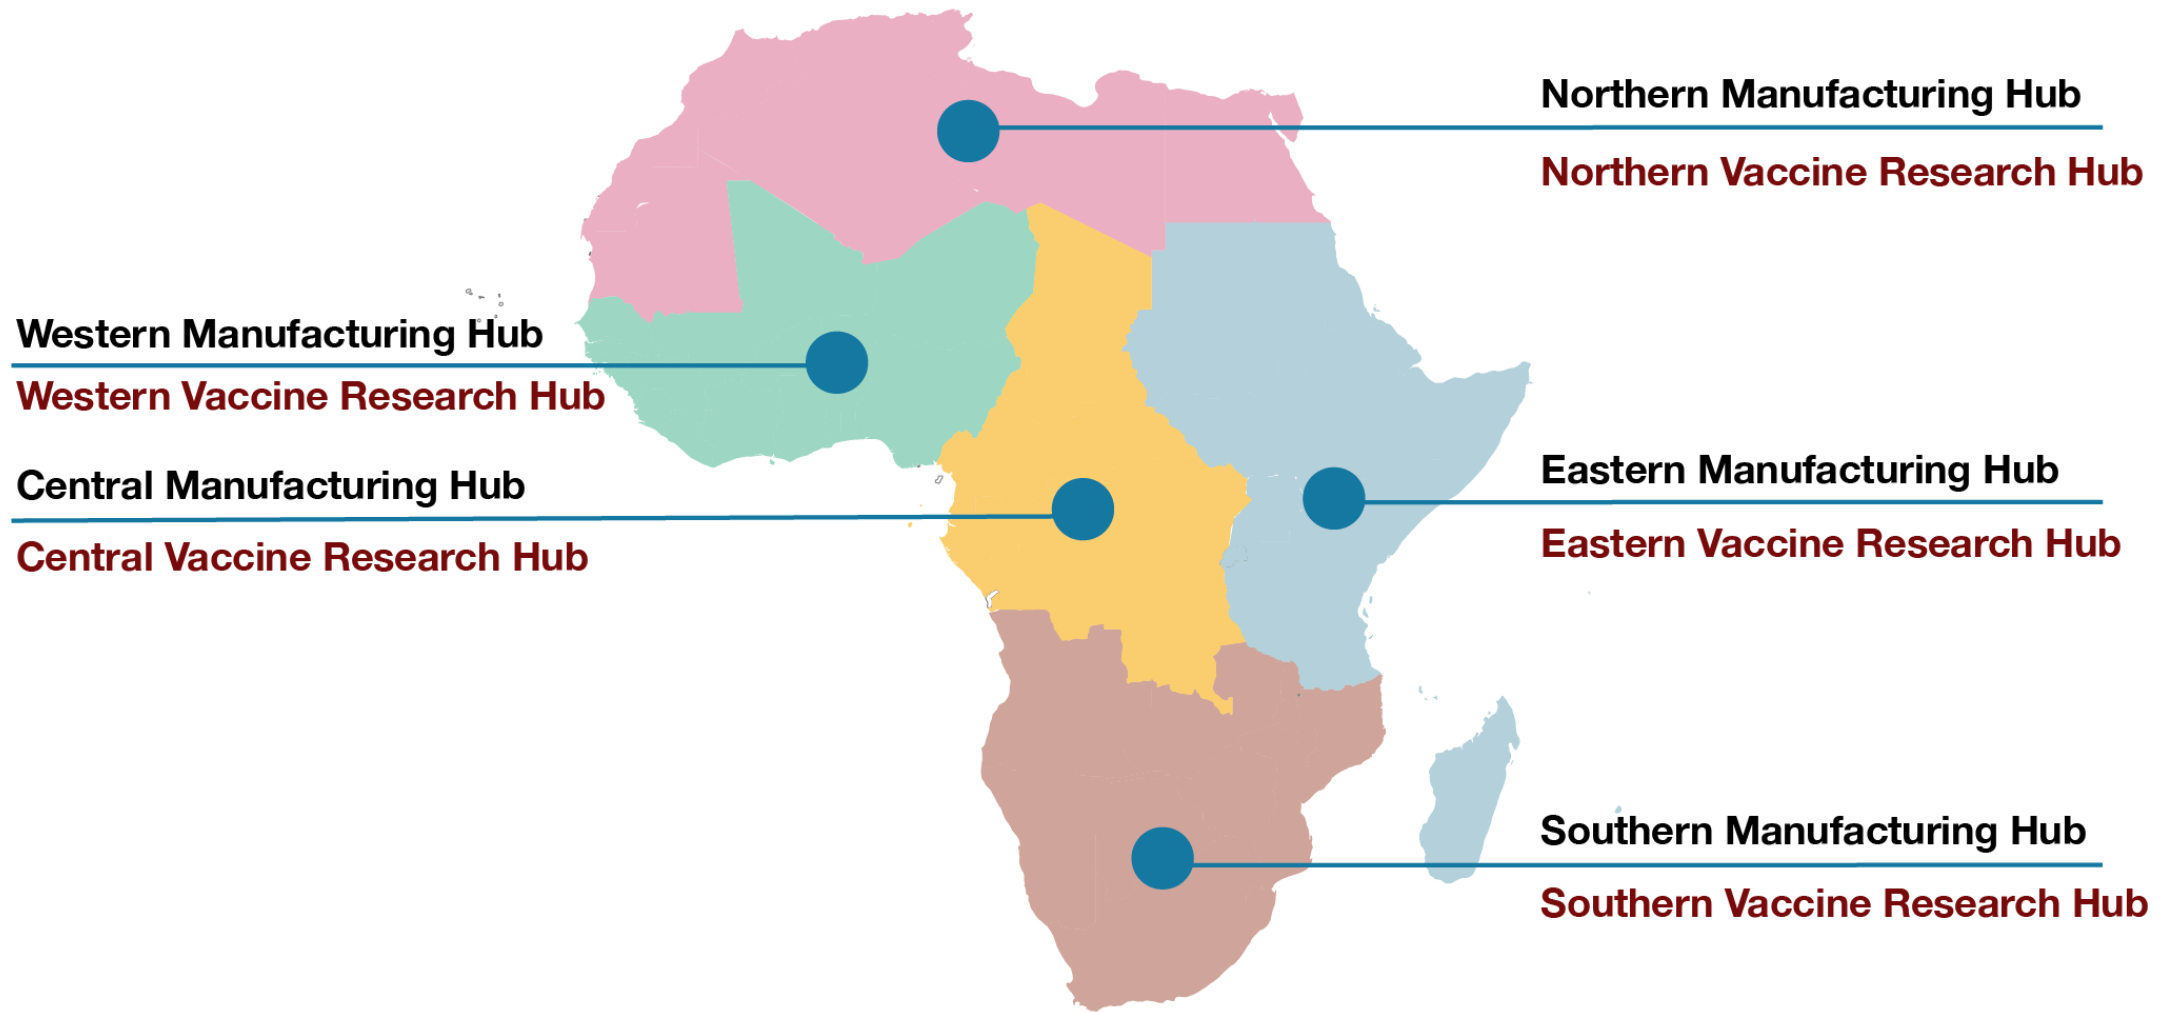 Northern Manufacturing Hub
Northern Vaccine Research Hub
Western Manufacturing Hub
Western Vaccine Research Hub
Central Manufacturing Hub
Central Vaccine Research Hub
Eastern Manufacturing Hub
Eastern Vaccine Research Hub
Southern Manufacturing Hub
Southern Vaccine Research Hub